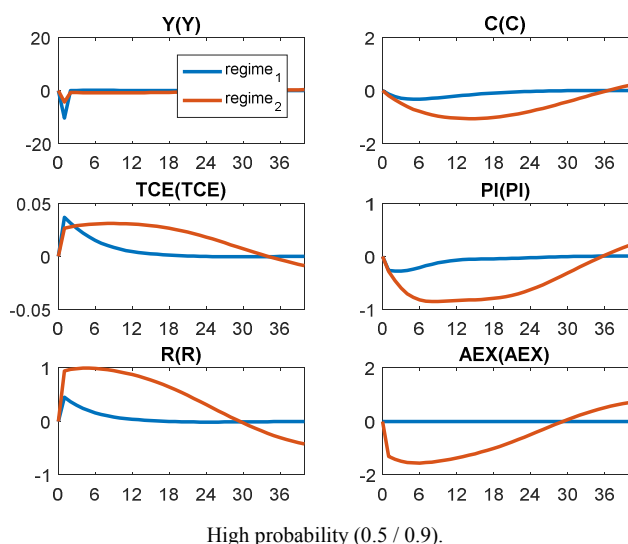 Y(Y)
20
0
-20
0 6 12 18 24 30 36
regime1
regime2
C(C)
2
0
-2
0 6 12 18 24 30 36
TCE(TCE)
0.05
0
-0.05
0 6 12 18 24 30 36
PI(PI)
1
0
-1
0 6 12 18 24 30 36
R(R)
1
0
-1
0 6 12 18 24 30 36
AEX(AEX)
2
0
-2
0 6 12 18 24 30 36
High probability (0.5 / 0.9).